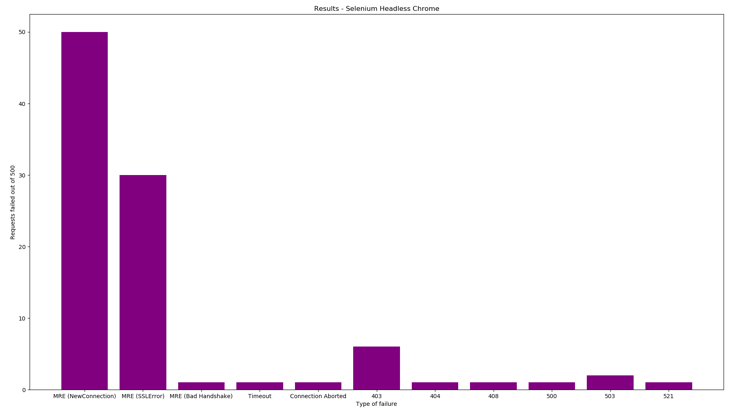 Results - Selenium Headless Chrome
Requests failed out of 500
50
40
30
20
10
0
MRE (NewConnection) MRE (SSLError) MRE (Bad Handshake) Timeout Connection Aborted 403 404 408 500 503 521
Type of failure